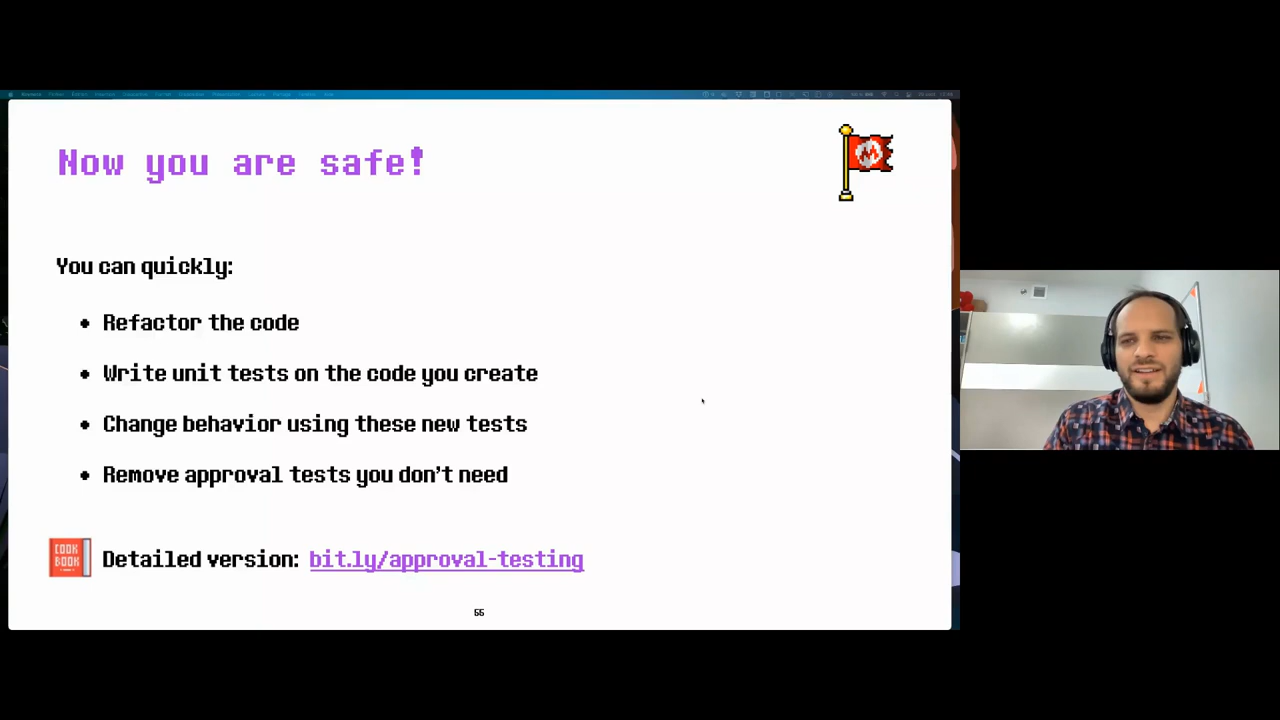 Now you are safe!
You can quickly:
• Refactor the code
• Write unit tests on the code you create
• Change behavior using these new tests
• Remove approval tests you don't need
COOK
BOOK
Detailed version: bit.ly/approval-testing
55